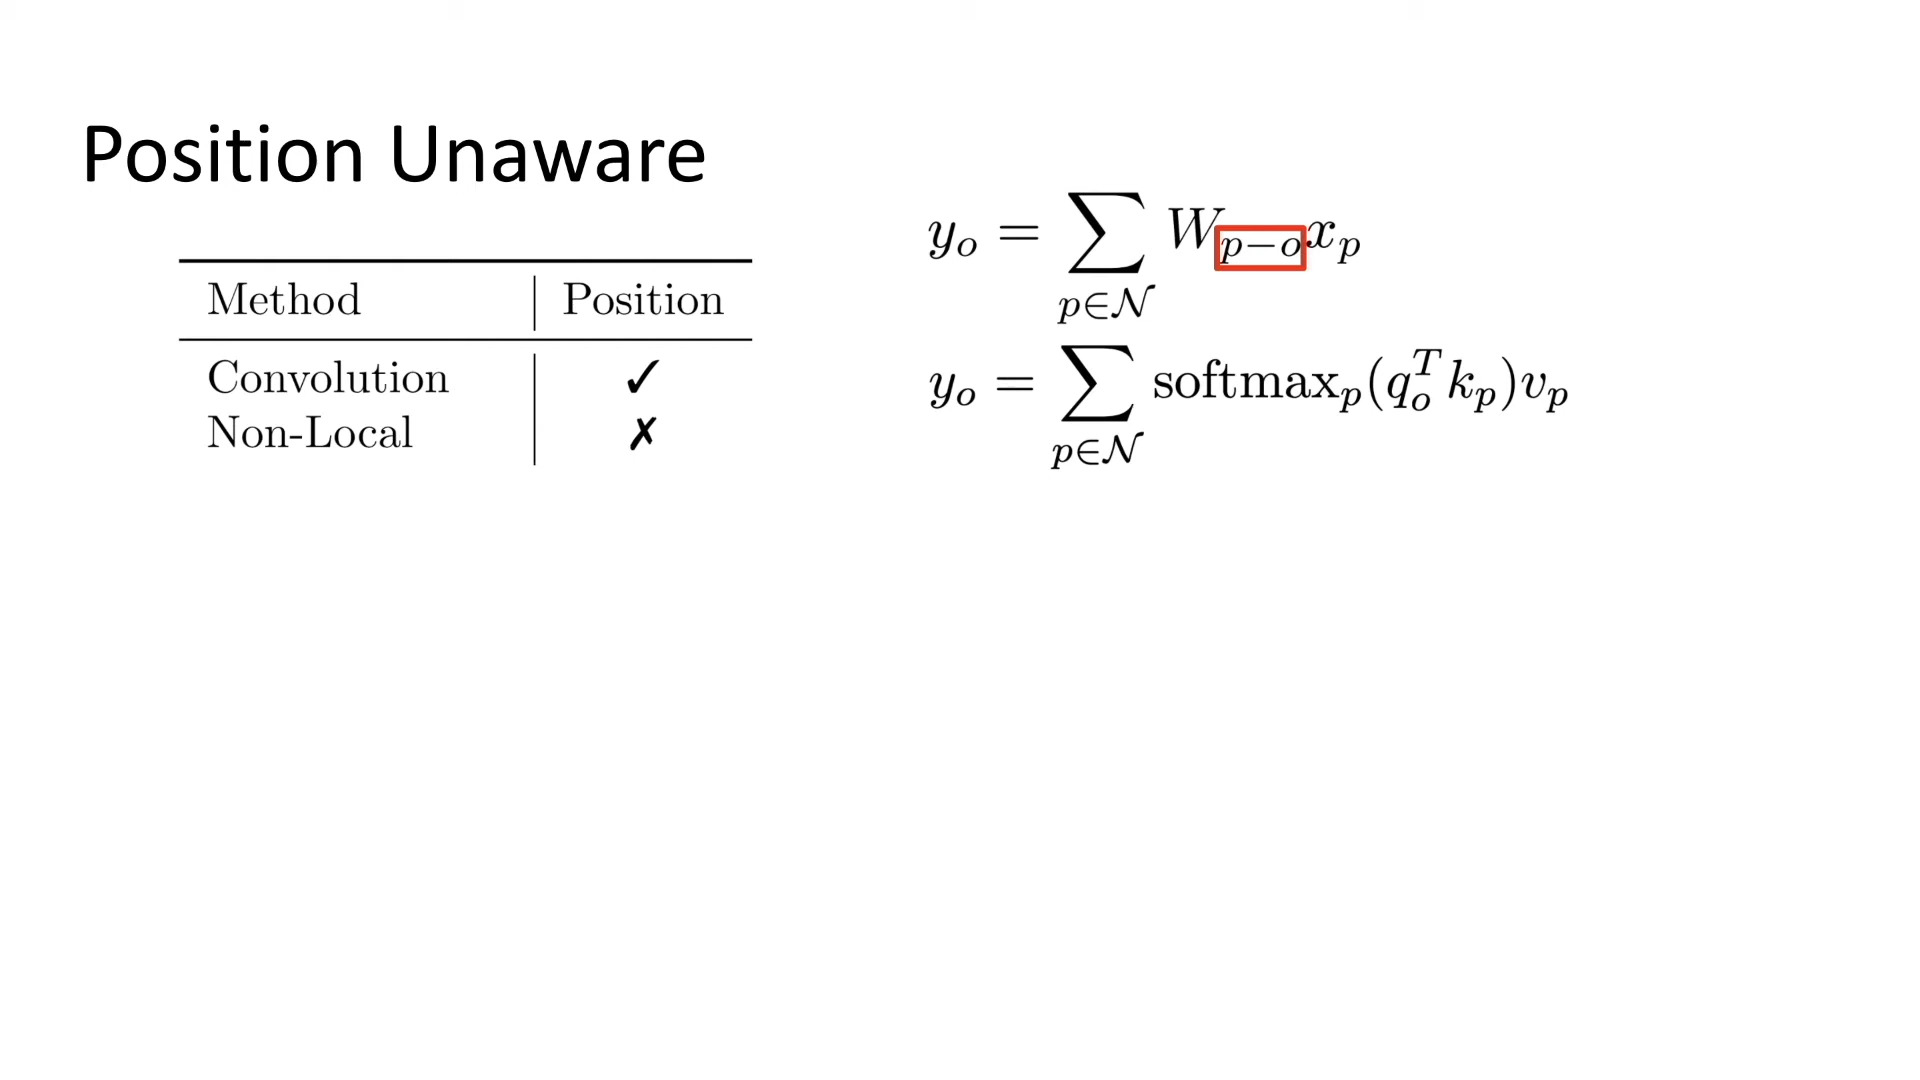 Position Unaware
Method Position
Convolution ✓
Non-Local ✗
y_o = ∑_{p∈𝒩} W_{p−o} x_p
y_o = ∑_{p∈𝒩} softmax_p(q_o^T k_p)v_p